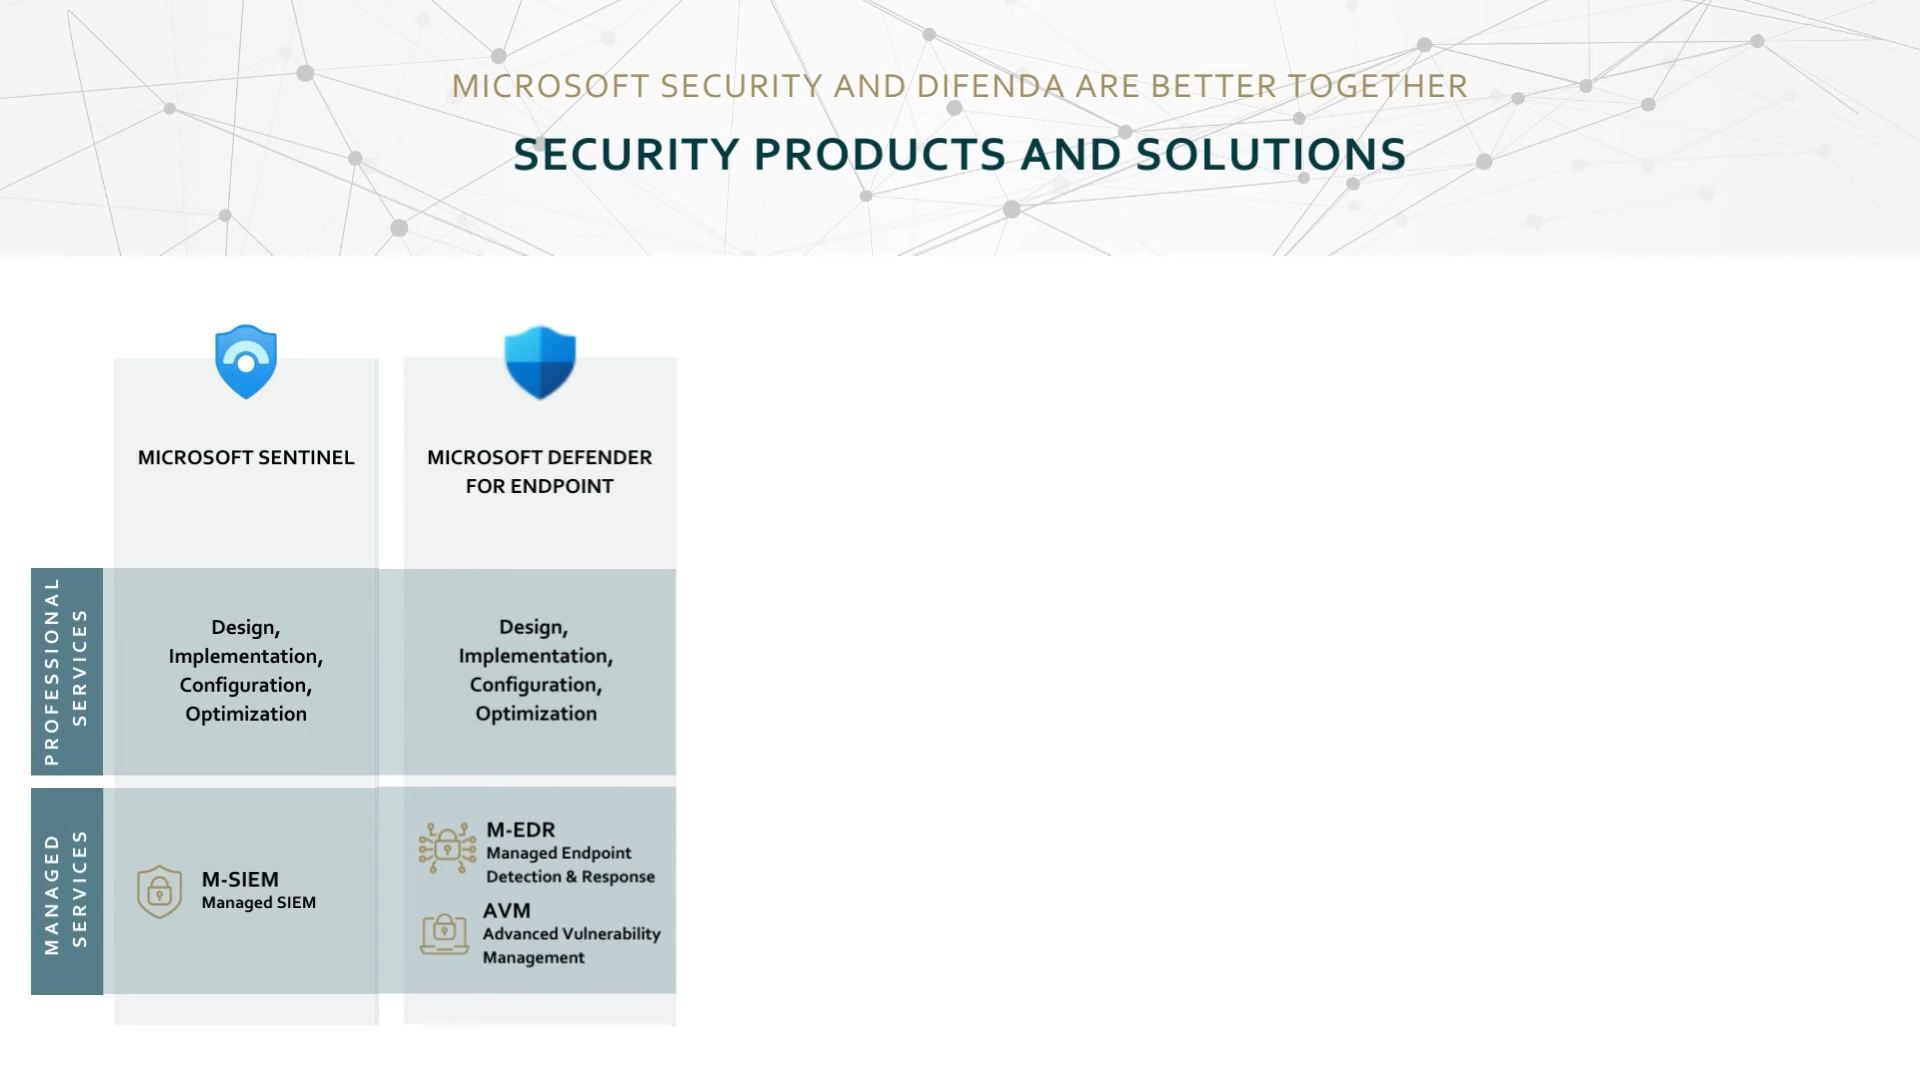 MICROSOFT SECURITY AND DIFENDA ARE BETTER TOGETHER
SECURITY PRODUCTS AND SOLUTIONS
MICROSOFT SENTINEL
MICROSOFT DEFENDER
FOR ENDPOINT
PROFESSIONAL
SERVICES
Design,
Implementation,
Configuration,
Optimization
Design,
Implementation,
Configuration,
Optimization
MANAGED
SERVICES
M-SIEM
Managed SIEM
M-EDR
Managed Endpoint
Detection & Response
AVM
Advanced Vulnerability
Management